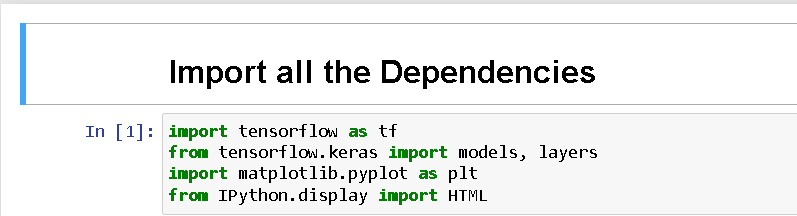 Import all the Dependencies
In [1]: import tensorflow as tf
from tensorflow.keras import models, layers
import matplotlib.pyplot as plt
from IPython.display import HTML